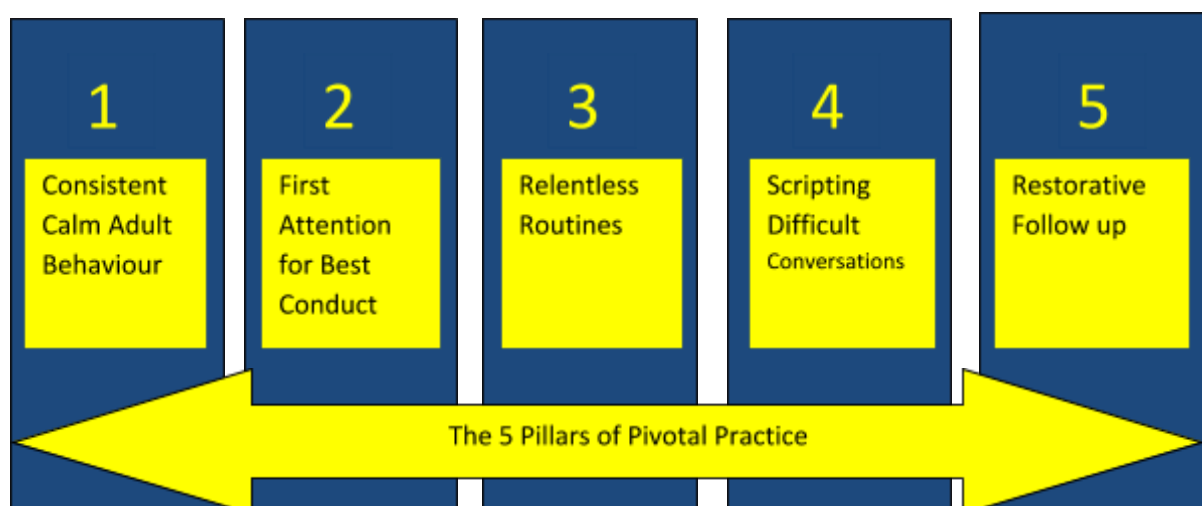 1
Consistent
Calm Adult
Behaviour
2
First
Attention
for Best
Conduct
3
Relentless
Routines
4
Scripting
Difficult
Conversations
5
Restorative
Follow up
The 5 Pillars of Pivotal Practice